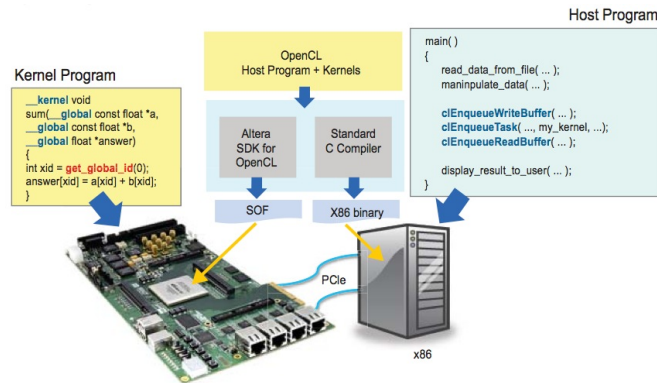 Host Program
main( )
{
read_data_from_file( ... );
maninpulate_data( ... );
clEnqueueWriteBuffer( ... );
clEnqueueTask( ..., my_kernel, ...);
clEnqueueReadBuffer( ... );
display_result_to_user( ... );
}
OpenCL
Host Program + Kernels
Kernel Program
__kernel void
sum(__global const float *a,
__global const float *b,
__global float *answer)
{
int xid = get_global_id(0);
answer[xid] = a[xid] + b[xid];
}
Altera
SDK for
OpenCL
Standard
C Compiler
SOF
X86 binary
PCIe
x86